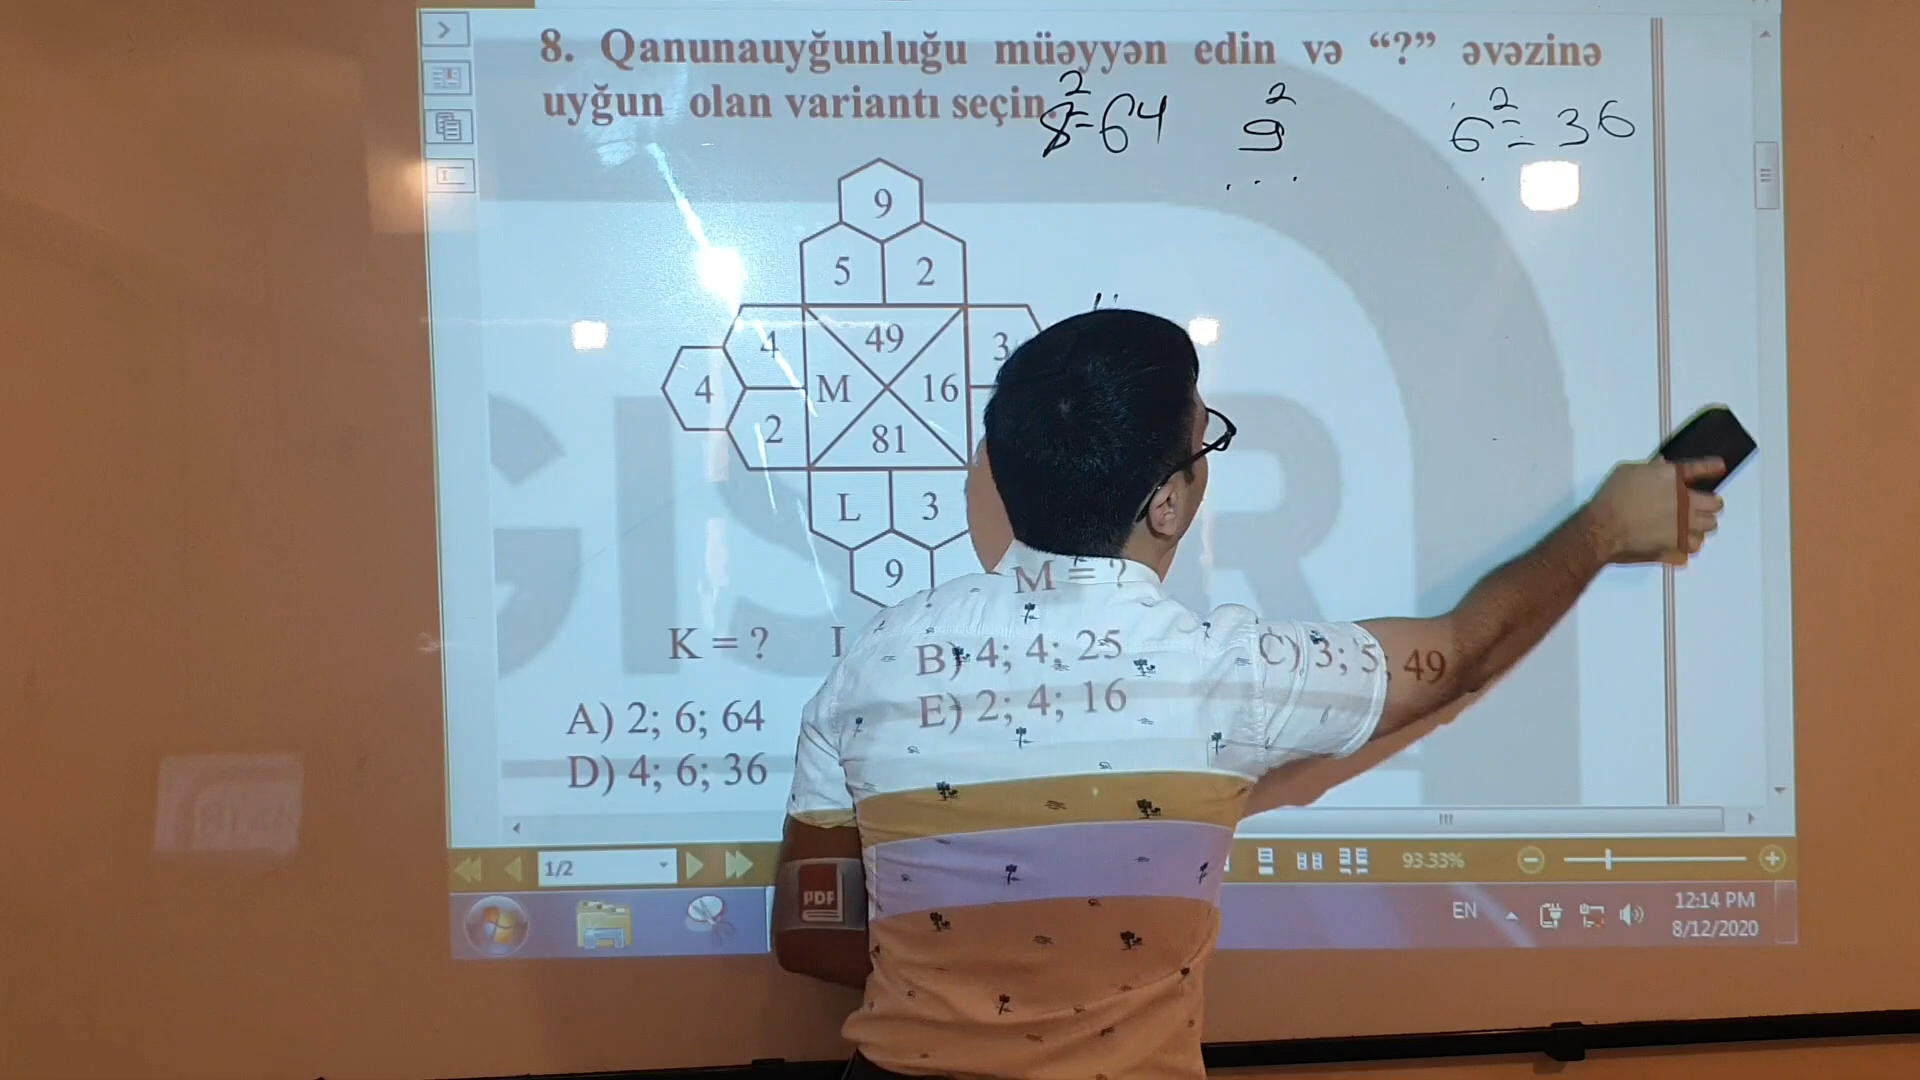 8. Qanunauyğunluğu müəyyən edin və “?” əvəzinə
uyğun olan variantı seçin.
8²=64 9² 6²=36
9
5 2
4 49 3
4 M 16
2 81
L 3
9
M = ?
K = ?
B) 4; 4; 25 C) 3; 5; 49
A) 2; 6; 64 E) 2; 4; 16
D) 4; 6; 36
1/2 93.33%
PDF
EN 12:14 PM
8/12/2020